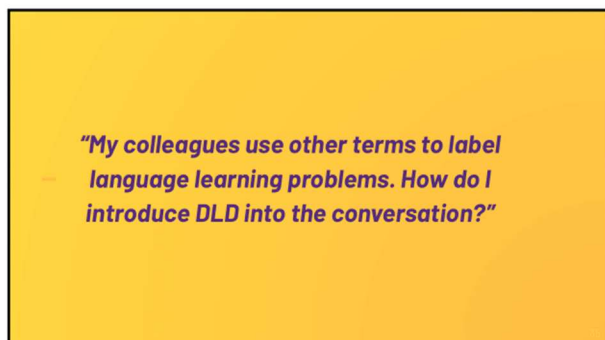 “My colleagues use other terms to label
language learning problems. How do I
introduce DLD into the conversation?”